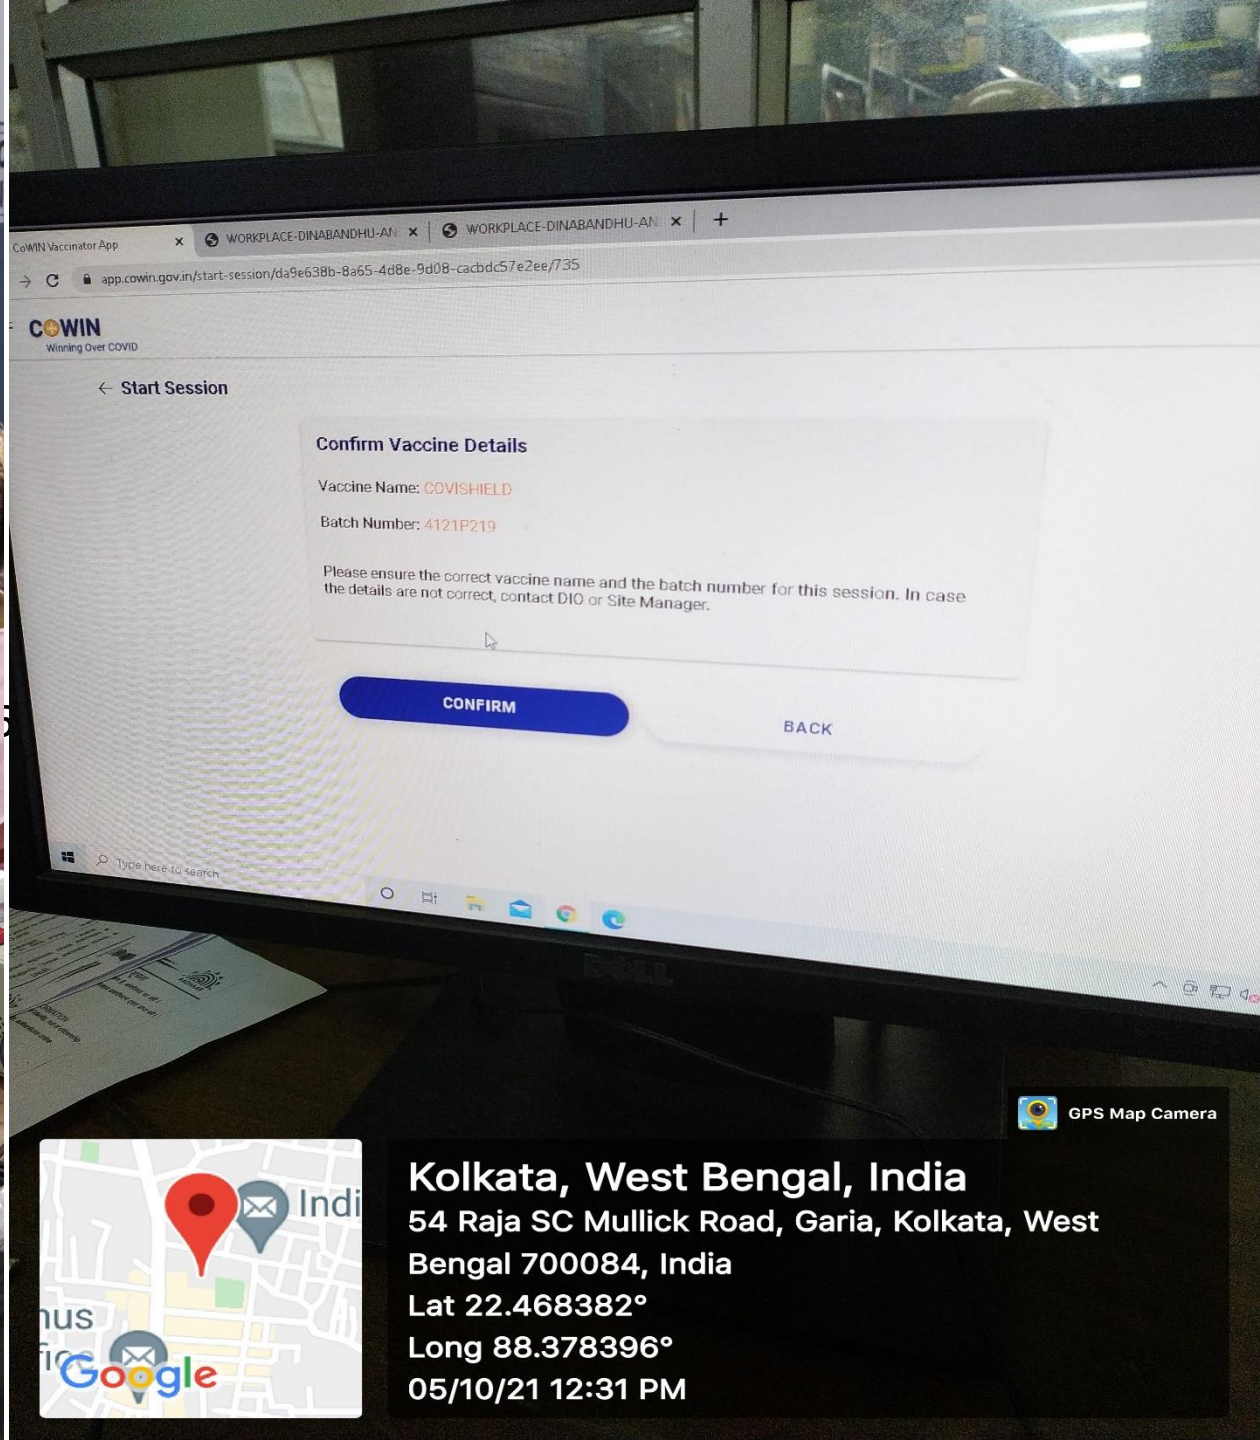 CoWIN Vaccinator App
WORKPLACE-DINABANDHU-AN
WORKPLACE-DINABANDHU-AN
app.cowin.gov.in/start-session/da9e638b-8a65-4d8e-9d08-cacbdc57e2ee/735
COWIN
Winning Over COVID
← Start Session
Confirm Vaccine Details
Vaccine Name: COVISHIELD
Batch Number: 4121P219
Please ensure the correct vaccine name and the batch number for this session. In case
the details are not correct, contact DIO or Site Manager.
CONFIRM
BACK
Type here to search
DELL
GPS Map Camera
Indi
nus
Google
Kolkata, West Bengal, India
54 Raja SC Mullick Road, Garia, Kolkata, West
Bengal 700084, India
Lat 22.468382°
Long 88.378396°
05/10/21 12:31 PM